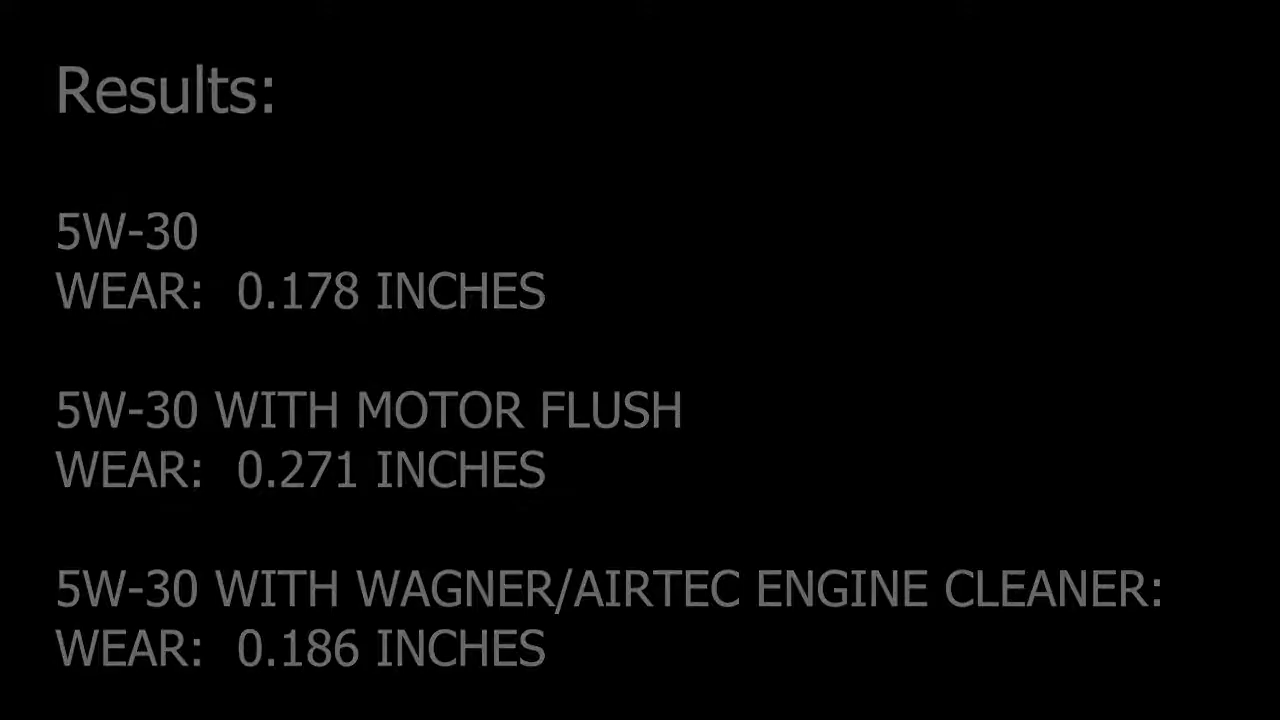 Results:
5W-30
WEAR: 0.178 INCHES
5W-30 WITH MOTOR FLUSH
WEAR: 0.271 INCHES
5W-30 WITH WAGNER/AIRTEC ENGINE CLEANER:
WEAR: 0.186 INCHES